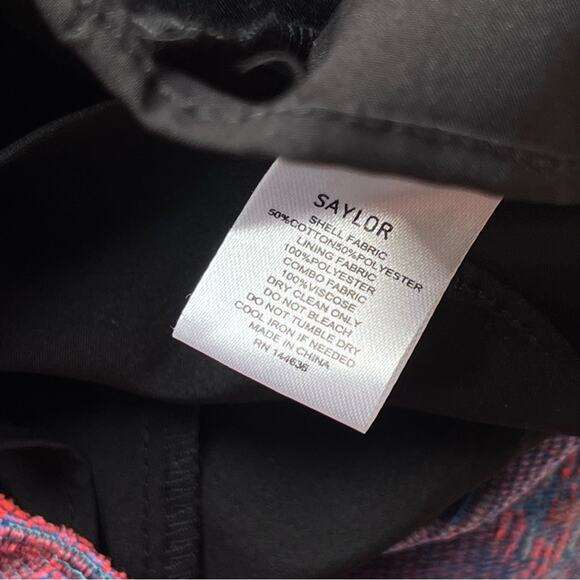 SAYLOR
SHELL FABRIC
50%COTTON50%POLYESTER
LINING FABRIC
100%POLYESTER
COMBO FABRIC
100%VISCOSE
DRY CLEAN ONLY
DO NOT BLEACH
DO NOT TUMBLE DRY
COOL IRON IF NEEDED
MADE IN CHINA
RN 144636